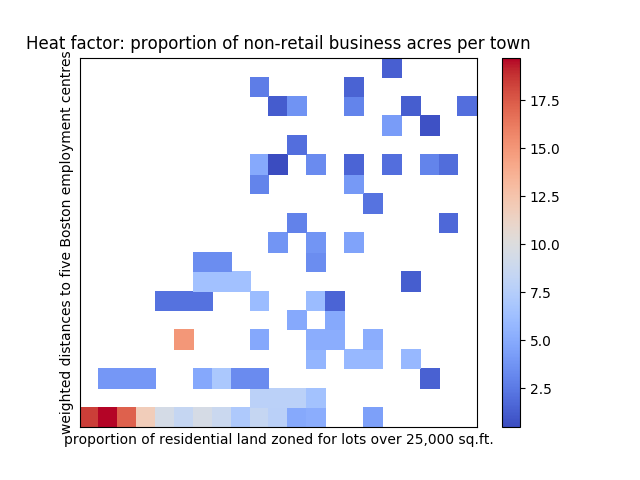 Heat factor: proportion of non-retail business acres per town
weighted distances to five Boston employment centres
17.5
15.0
12.5
10.0
7.5
5.0
2.5
proportion of residential land zoned for lots over 25,000 sq.ft.